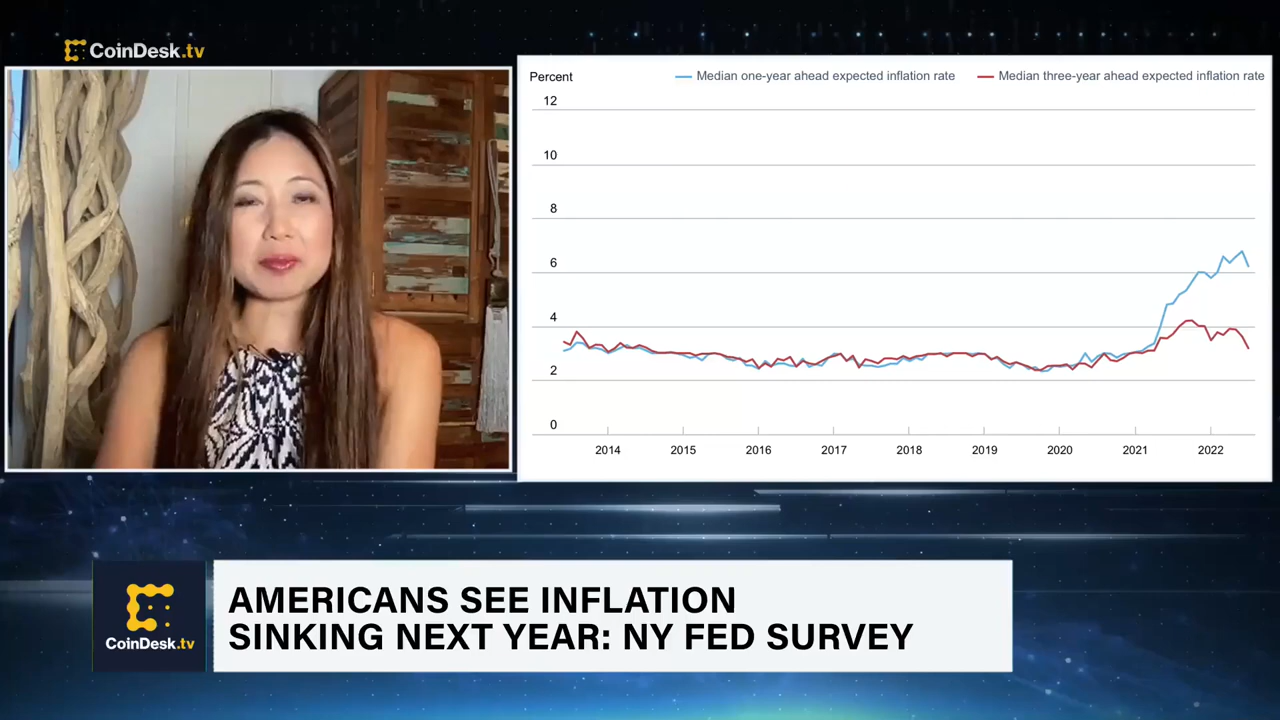 CoinDesk.tv
Percent
Median one-year ahead expected inflation rate
Median three-year ahead expected inflation rate
12
10
8
6
4
2
0
2014 2015 2016 2017 2018 2019 2020 2021 2022
CoinDesk.tv
AMERICANS SEE INFLATION
SINKING NEXT YEAR: NY FED SURVEY